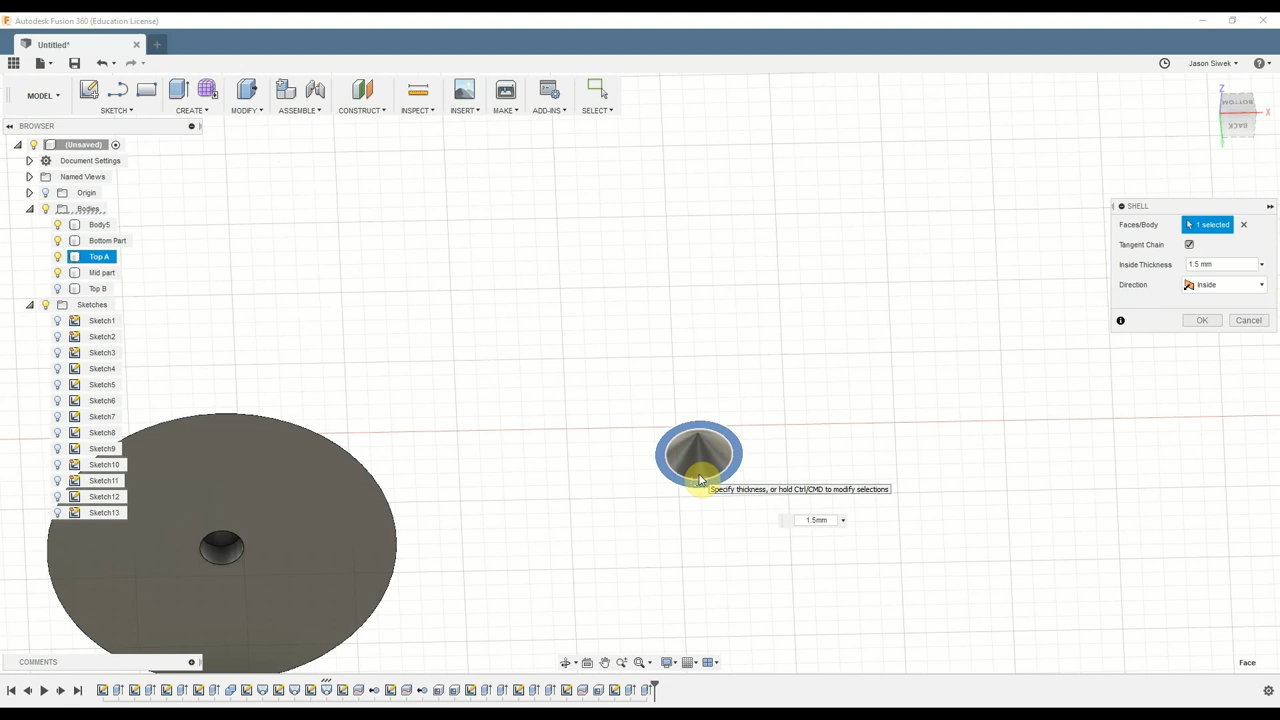 Autodesk Fusion 360 (Education License)
Untitled*
Jason Siwek
MODEL
SKETCH
CREATE
MODIFY
ASSEMBLE
CONSTRUCT
INSPECT
INSERT
MAKE
ADD-INS
SELECT
Z
BOTTOM
X
BACK
BROWSER
(Unsaved)
Document Settings
Named Views
Origin
Bodies
Body5
Bottom Part
Top A
Mid part
Top B
Sketches
Sketch1
Sketch2
Sketch3
Sketch4
Sketch5
Sketch6
Sketch7
Sketch8
Sketch9
Sketch10
Sketch11
Sketch12
Sketch13
SHELL
Faces/Body
1 selected
Tangent Chain
Inside Thickness
1.5 mm
Direction
Inside
OK
Cancel
Specify thickness, or hold Ctrl/CMD to modify selections
1.5mm
COMMENTS
Face